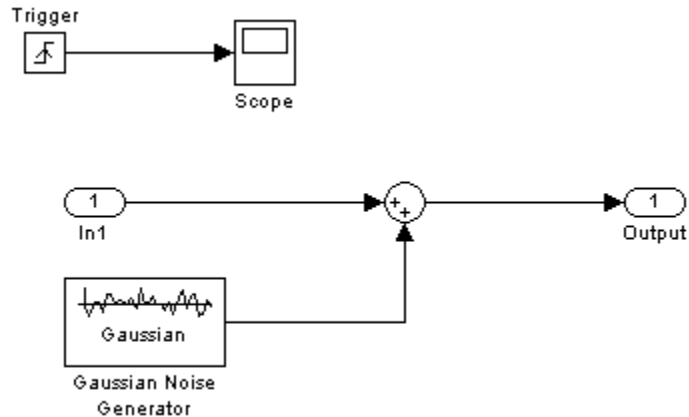 Trigger
Scope
1
In1
+
+
1
Output
Gaussian
Gaussian Noise
Generator